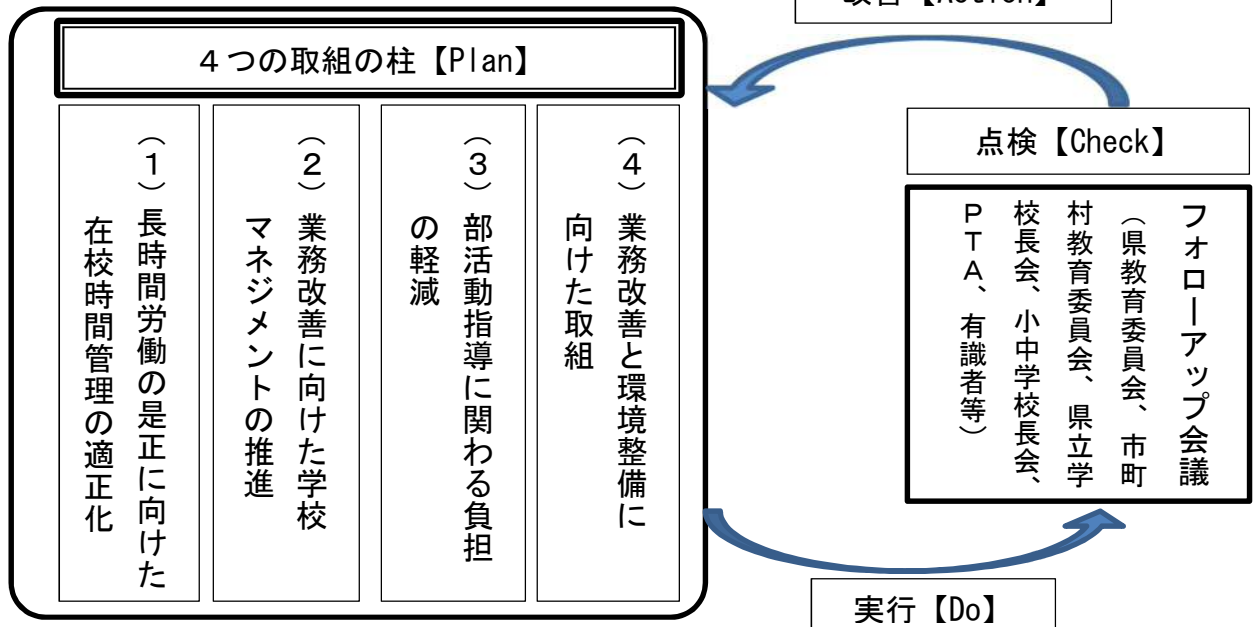 改善【Action】
４つの取組の柱【Plan】
（１）長時間労働の是正に向けた
在校時間管理の適正化
（２）業務改善に向けた学校
マネジメントの推進
（３）部活動指導に関わる負担
の軽減
（４）業務改善と環境整備に
向けた取組
点検【Check】
フォローアップ会議
（県教育委員会、市町
村教育委員会、県立学
校長会、小中学校長会、
ＰＴＡ、有識者等）
実行【Do】